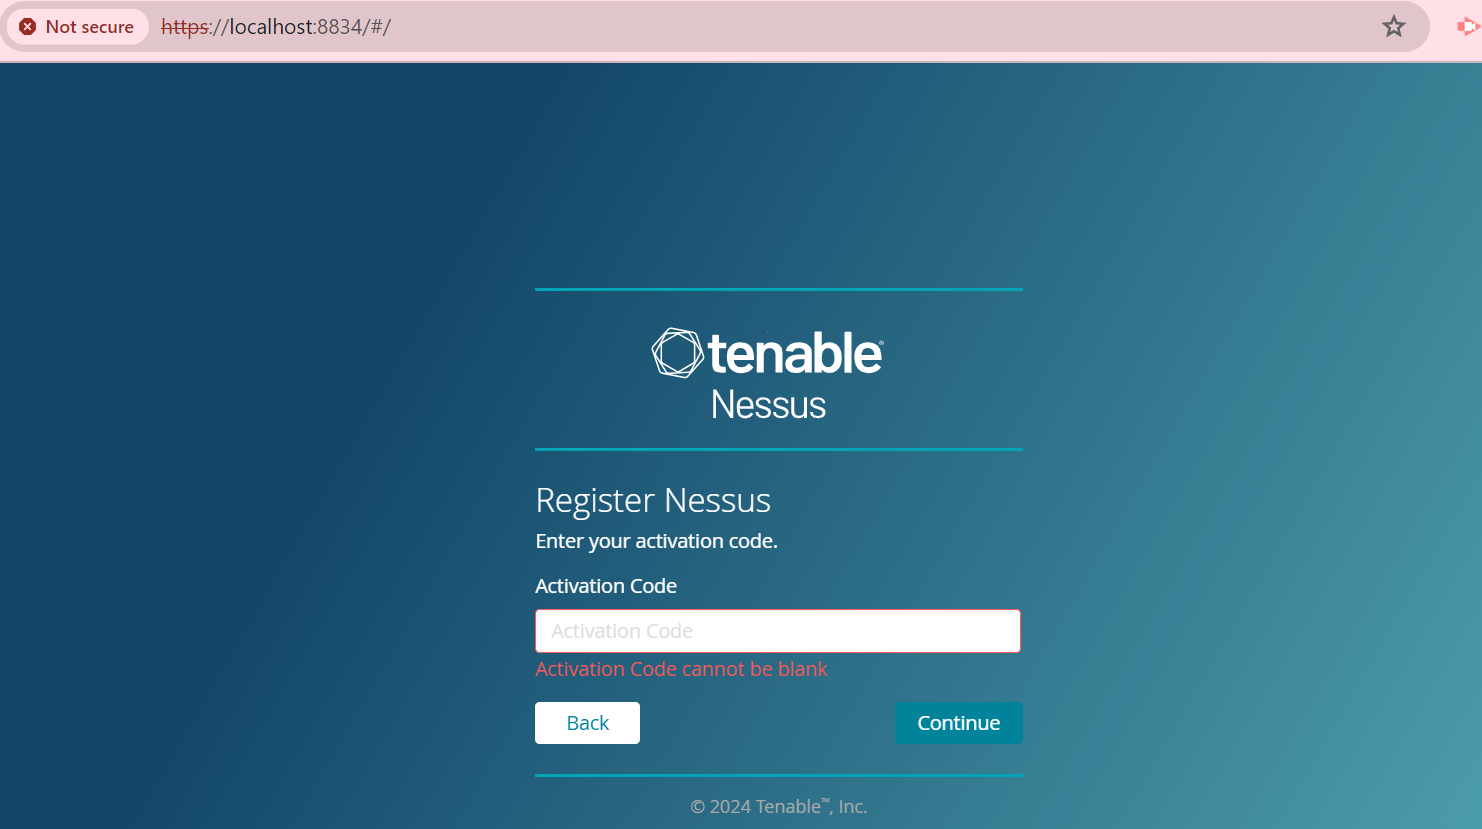 Not secure https://localhost:8834/#/
tenable®
Nessus
Register Nessus
Enter your activation code.
Activation Code
Activation Code
Activation Code cannot be blank
Back Continue
© 2024 Tenable™, Inc.